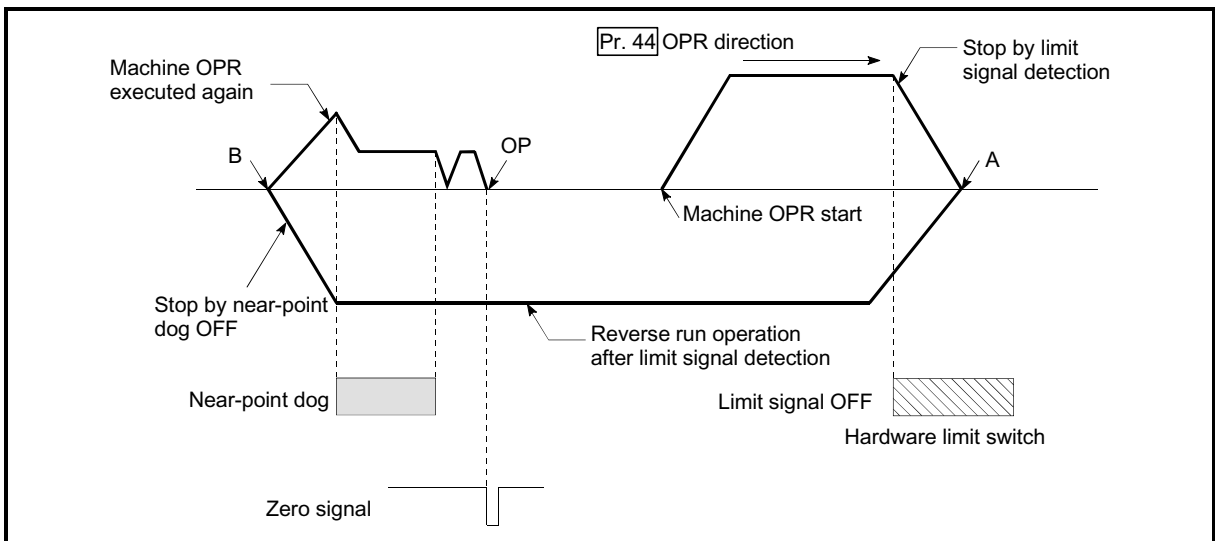 Pr. 44 OPR direction
Stop by limit
signal detection
Machine OPR
executed again
B
OP
A
Machine OPR start
Stop by near-point
dog OFF
Reverse run operation
after limit signal detection
Near-point dog
Limit signal OFF
Hardware limit switch
Zero signal